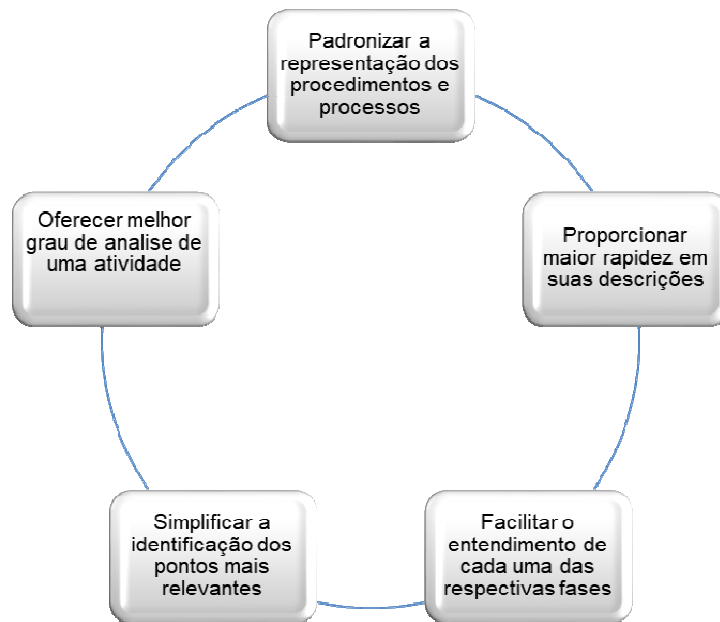 Padronizar a
representação dos
procedimentos e
processos
Proporcionar
maior rapidez em
suas descrições
Facilitar o
entendimento de
cada uma das
respectivas fases
Simplificar a
identificação dos
pontos mais
relevantes
Oferecer melhor
grau de analise de
uma atividade